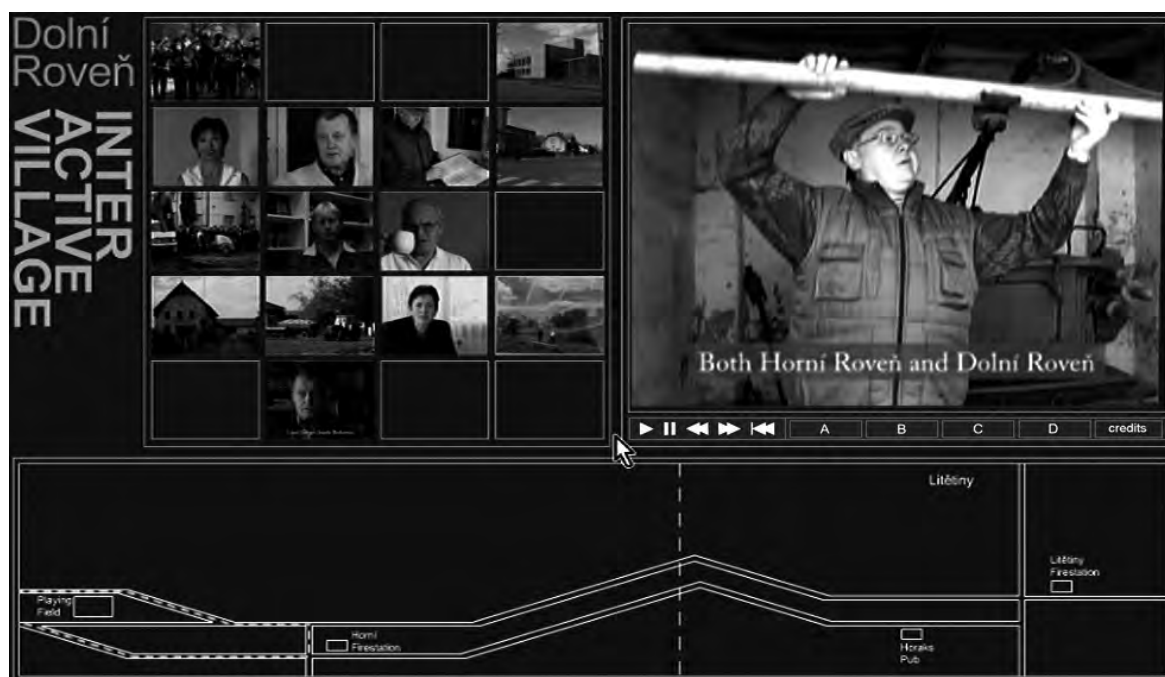 Dolní
Roveň
INTER
ACTIVE
VILLAGE
Both Horní Roveň and Dolní Roveň
A
B
C
D
credits
Litětiny
Litětiny
Firestation
Playing
Field
Horní
Firestation
Horaks
Pub